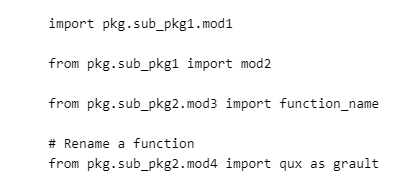 import pkg.sub_pkg1.mod1
from pkg.sub_pkg1 import mod2
from pkg.sub_pkg2.mod3 import function_name
# Rename a function
from pkg.sub_pkg2.mod4 import qux as grault